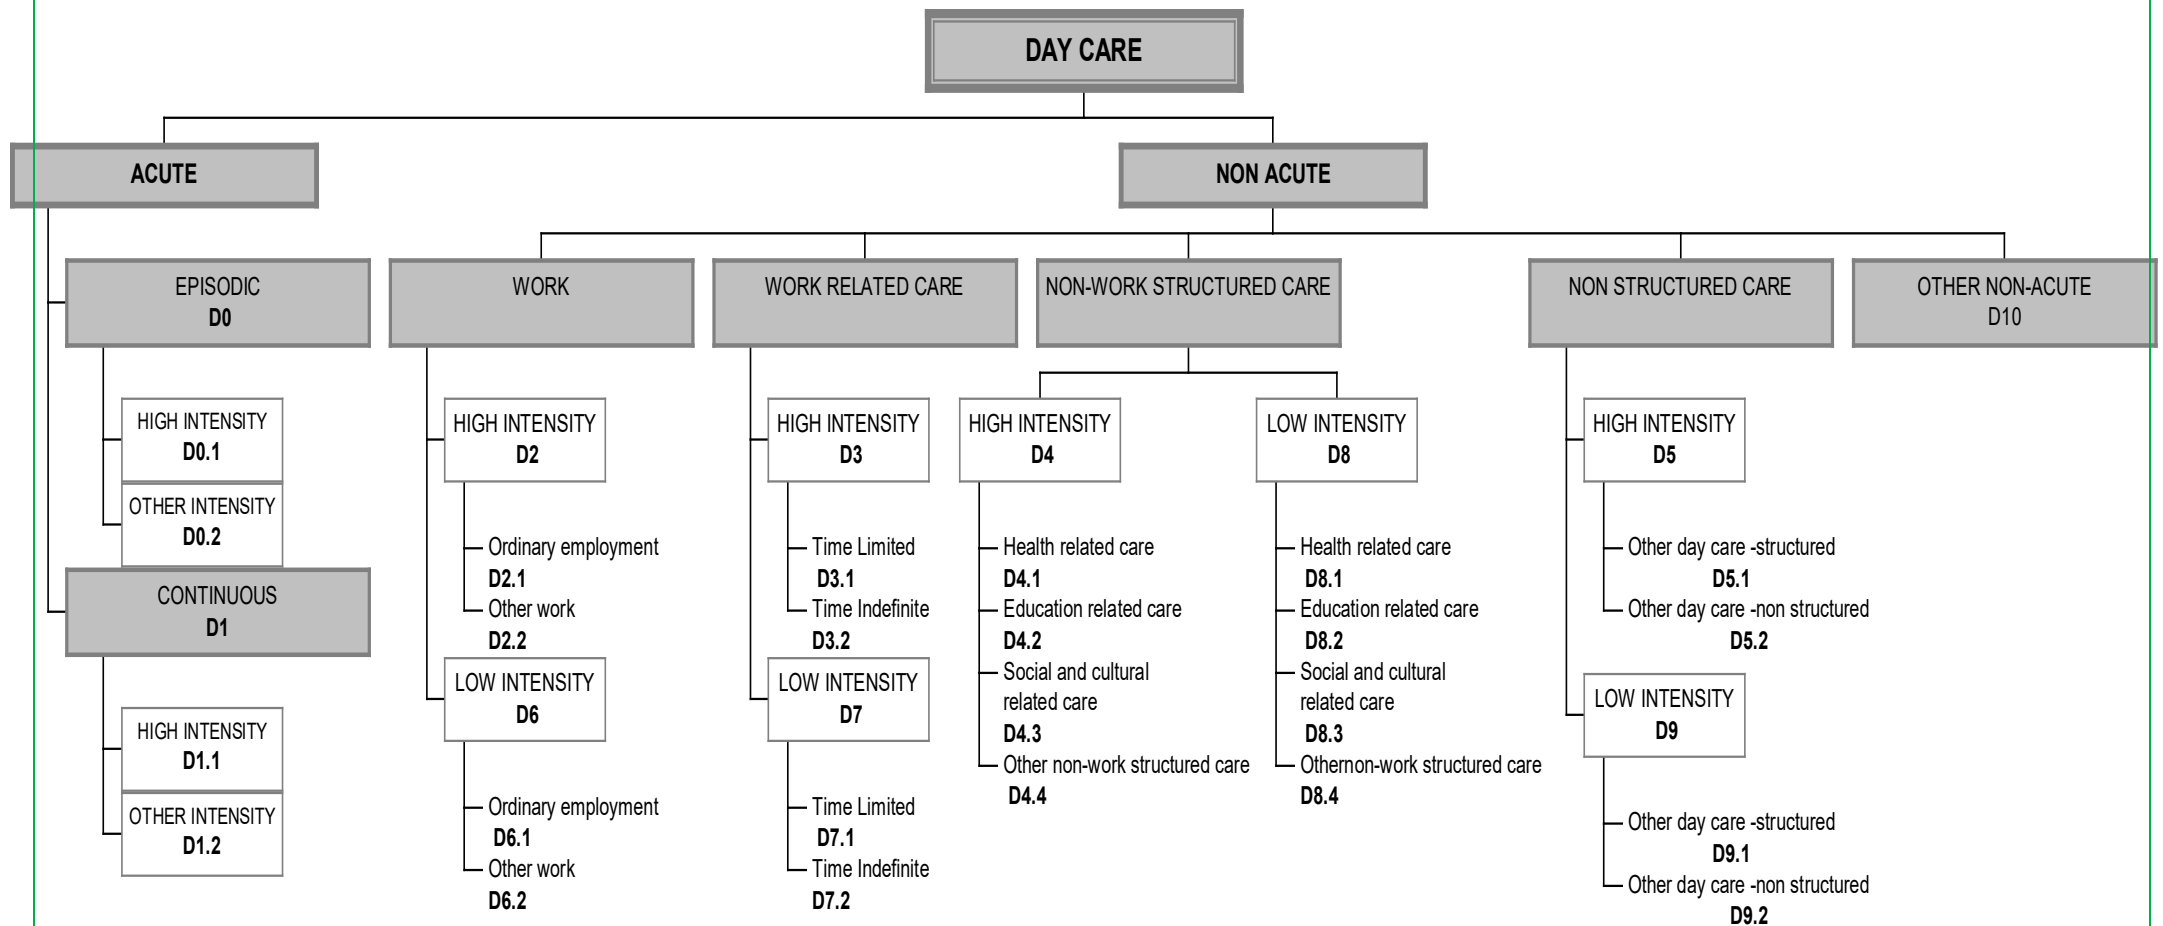 DAY CARE
ACUTE
NON ACUTE
EPISODIC
D0
HIGH INTENSITY
D0.1
OTHER INTENSITY
D0.2
CONTINUOUS
D1
HIGH INTENSITY
D1.1
OTHER INTENSITY
D1.2
WORK
HIGH INTENSITY
D2
Ordinary employment
D2.1
Other work
D2.2
LOW INTENSITY
D6
Ordinary employment
D6.1
Other work
D6.2
WORK RELATED CARE
HIGH INTENSITY
D3
Time Limited
D3.1
Time Indefinite
D3.2
LOW INTENSITY
D7
Time Limited
D7.1
Time Indefinite
D7.2
NON-WORK STRUCTURED CARE
HIGH INTENSITY
D4
Health related care
D4.1
Education related care
D4.2
Social and cultural
related care
D4.3
Other non-work structured care
D4.4
LOW INTENSITY
D8
Health related care
D8.1
Education related care
D8.2
Social and cultural
related care
D8.3
Othernon-work structured care
D8.4
NON STRUCTURED CARE
HIGH INTENSITY
D5
Other day care -structured
D5.1
Other day care -non structured
D5.2
LOW INTENSITY
D9
Other day care -structured
D9.1
Other day care -non structured
D9.2
OTHER NON-ACUTE
D10